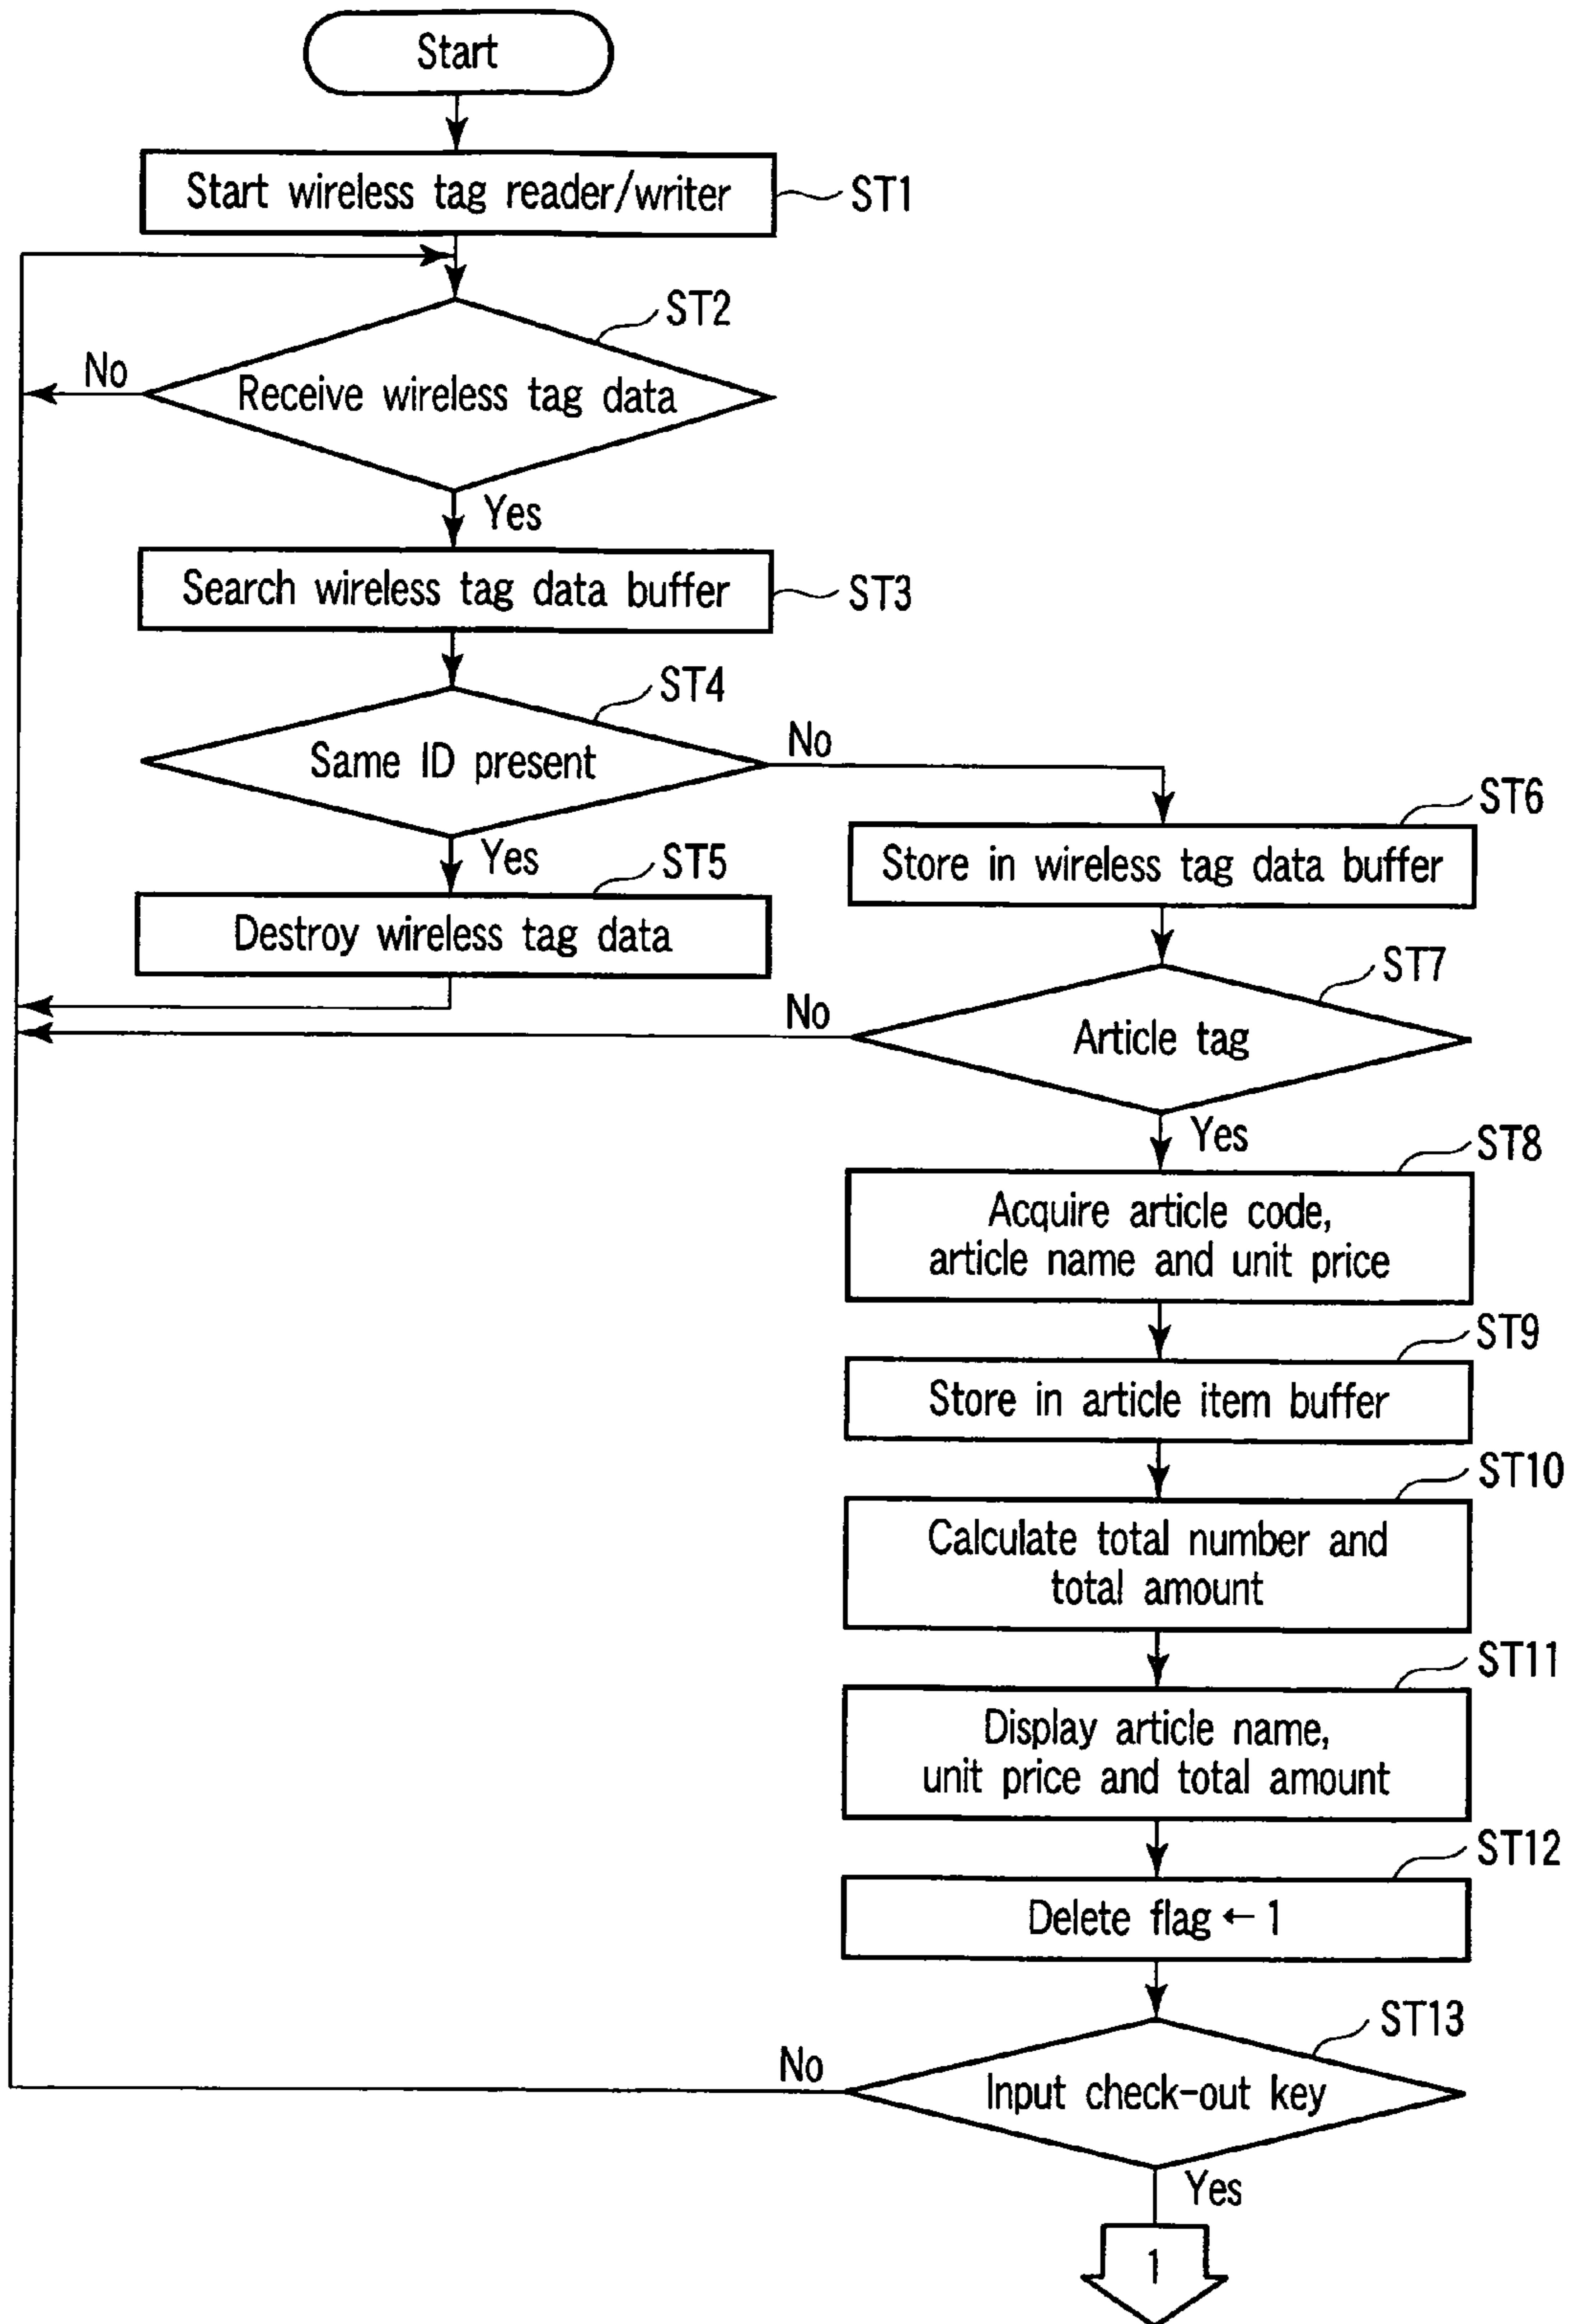 Start
Start wireless tag reader/writer
ST1
ST2
No
Receive wireless tag data
Yes
Search wireless tag data buffer
ST3
ST4
Same ID present
No
Yes
ST5
Destroy wireless tag data
ST6
Store in wireless tag data buffer
ST7
No
Article tag
Yes
ST8
Acquire article code,
article name and unit price
ST9
Store in article item buffer
ST10
Calculate total number and
total amount
ST11
Display article name,
unit price and total amount
ST12
Delete flag ← 1
ST13
No
Input check-out key
Yes
1